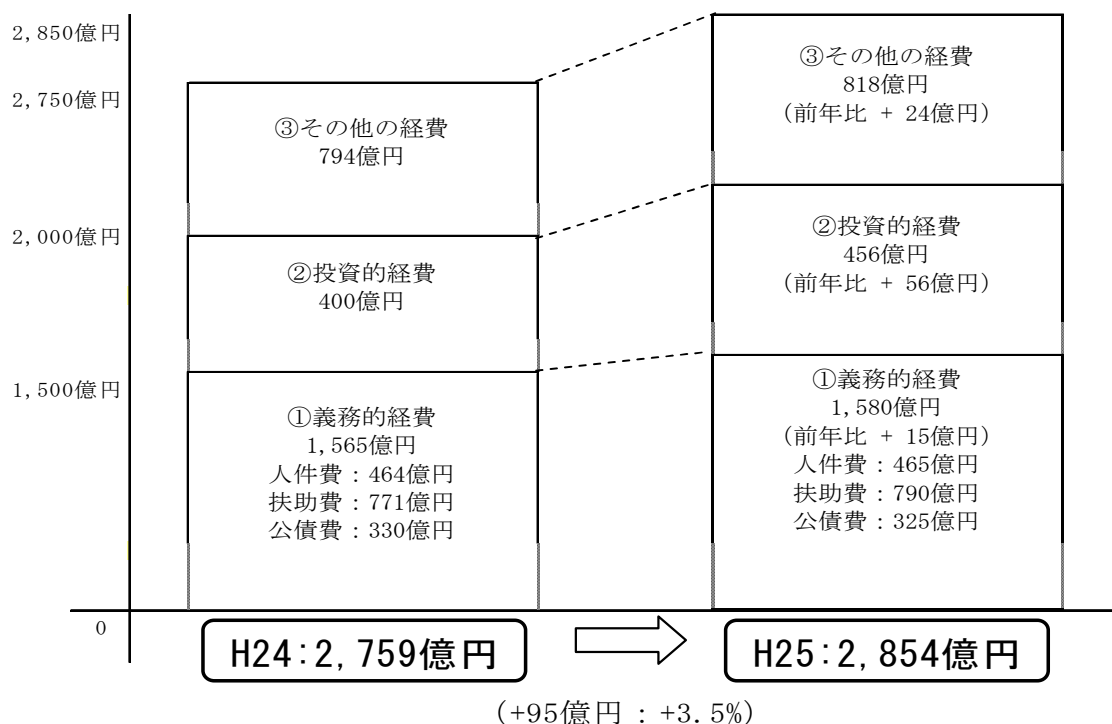 2,850億円
2,750億円
2,000億円
1,500億円
0
③その他の経費
794億円
②投資的経費
400億円
①義務的経費
1,565億円
人件費：464億円
扶助費：771億円
公債費：330億円
③その他の経費
818億円
(前年比 + 24億円)
②投資的経費
456億円
(前年比 + 56億円)
①義務的経費
1,580億円
(前年比 + 15億円)
人件費：465億円
扶助費：790億円
公債費：325億円
H24：2,759億円
H25：2,854億円
(+95億円：+3.5%)